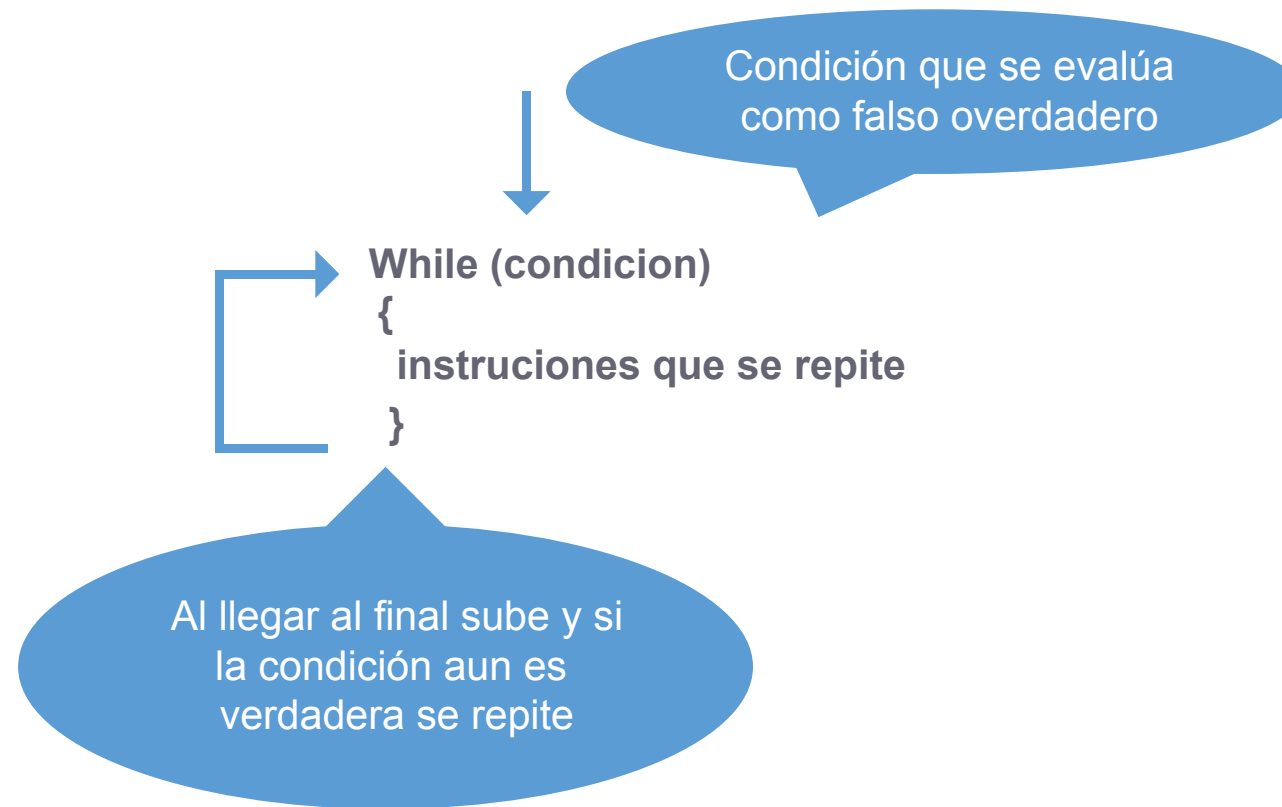 Condición que se evalúa
como falso overdadero
While (condicion)
{
instruciones que se repite
}
Al llegar al final sube y si
la condición aun es
verdadera se repite